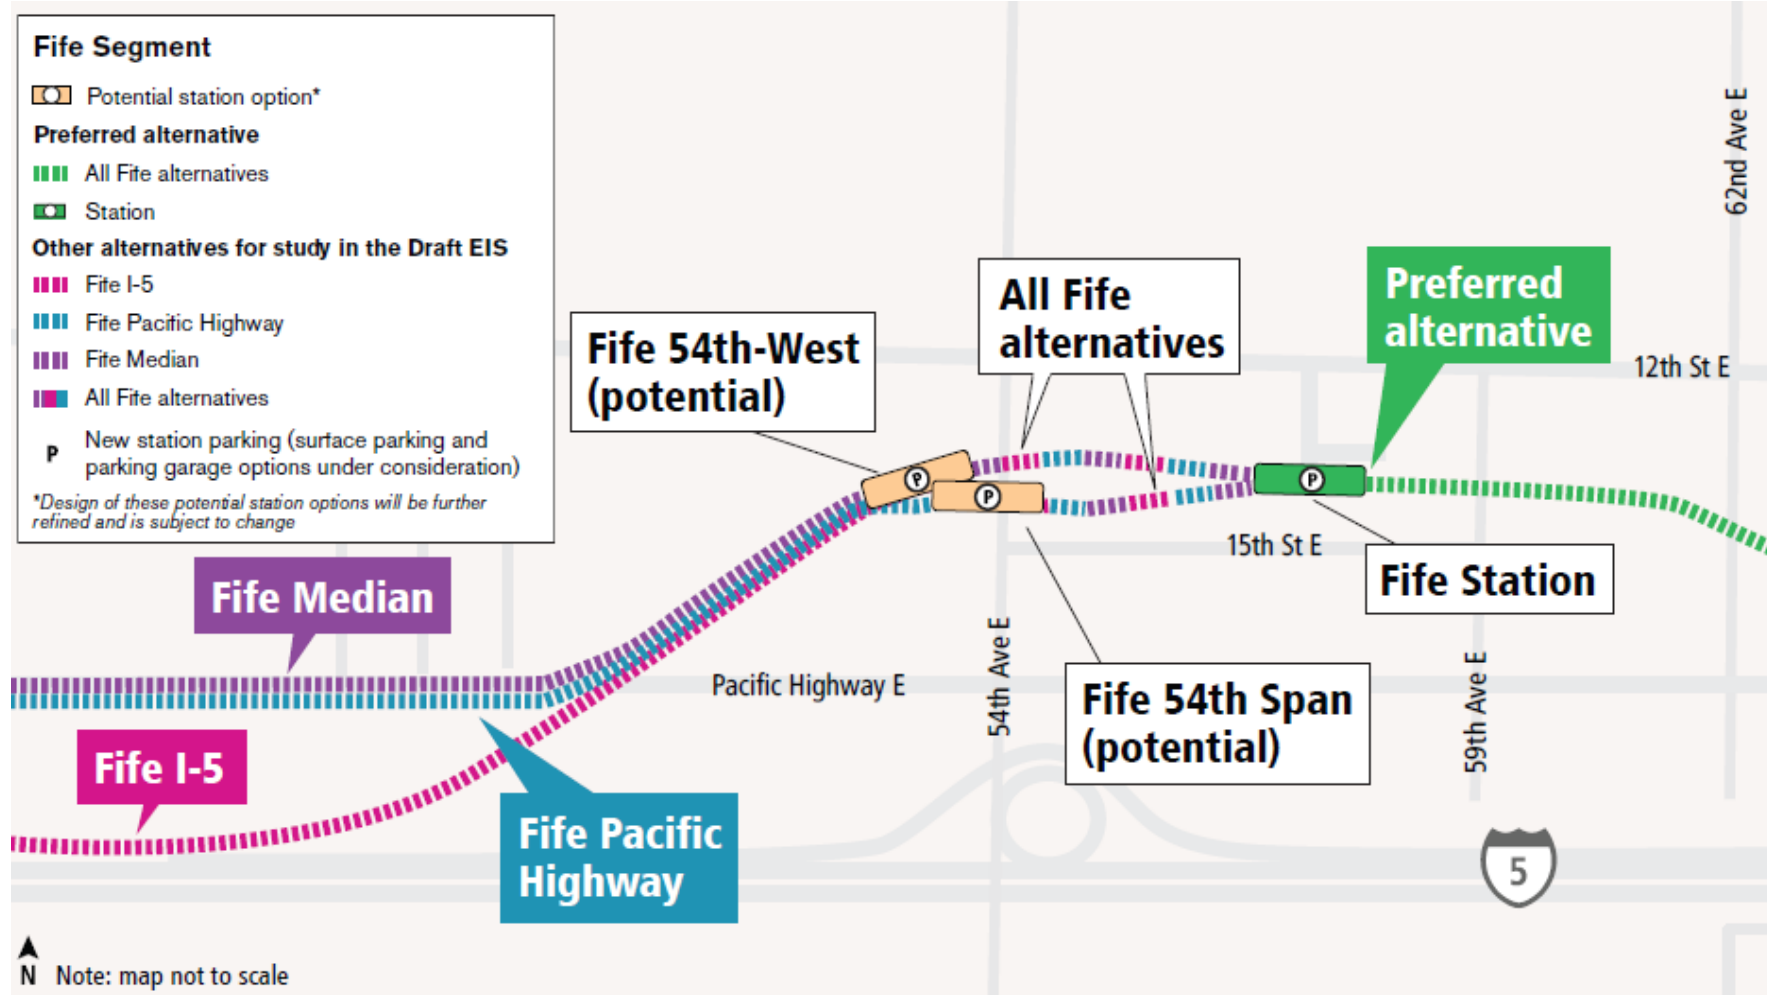 Fife Segment
Potential station option*
Preferred alternative
All Fife alternatives
Station
Other alternatives for study in the Draft EIS
Fife I-5
Fife Pacific Highway
Fife Median
All Fife alternatives
P
New station parking (surface parking and
parking garage options under consideration)
*Design of these potential station options will be further
refined and is subject to change
62nd Ave E
Preferred
alternative
All Fife
alternatives
Fife 54th-West
(potential)
12th St E
P
P
P
15th St E
Fife Station
Fife Median
54th Ave E
Pacific Highway E
59th Ave E
Fife 54th Span
(potential)
Fife I-5
Fife Pacific
Highway
5
N
Note: map not to scale